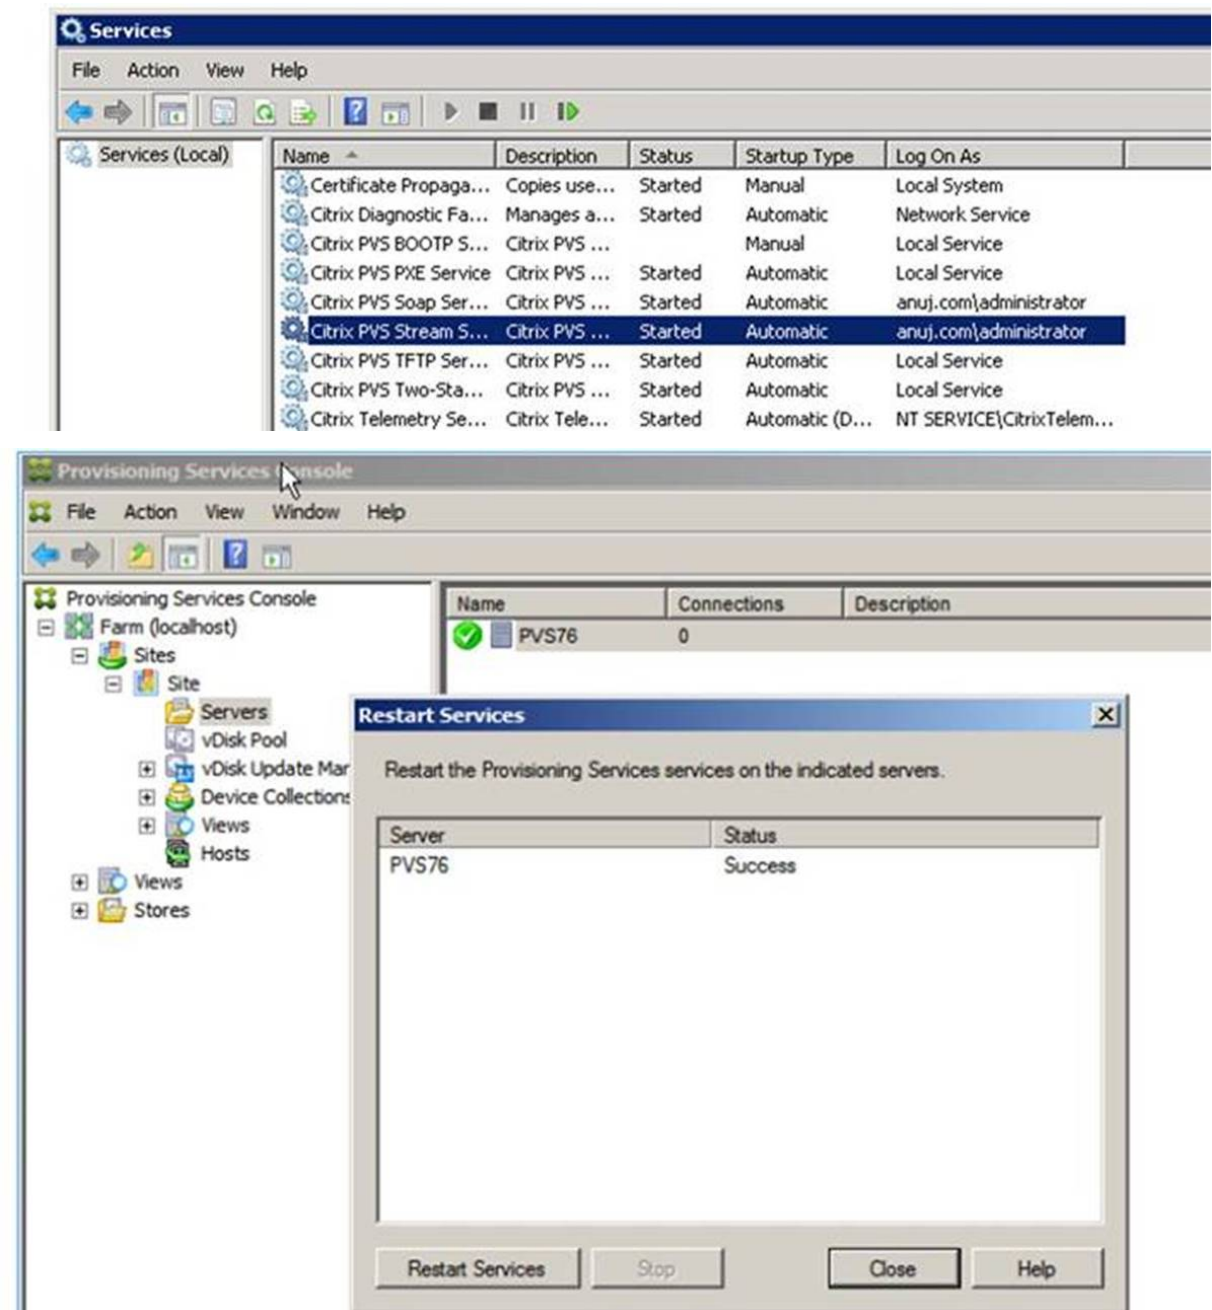 Services
File Action View Help
Services (Local)
Name Description Status Startup Type Log On As
Certificate Propaga... Copies use... Started Manual Local System
Citrix Diagnostic Fa... Manages a... Started Automatic Network Service
Citrix PVS BOOTP S... Citrix PVS ... Manual Local Service
Citrix PVS PXE Service Citrix PVS ... Started Automatic Local Service
Citrix PVS Soap Ser... Citrix PVS ... Started Automatic anuj.com\administrator
Citrix PVS Stream S... Citrix PVS ... Started Automatic anuj.com\administrator
Citrix PVS TFTP Ser... Citrix PVS ... Started Automatic Local Service
Citrix PVS Two-Sta... Citrix PVS ... Started Automatic Local Service
Citrix Telemetry Se... Citrix Tele... Started Automatic (D... NT SERVICE\CitrixTelem...
Provisioning Services Console
File Action View Window Help
Provisioning Services Console
Farm (localhost)
Sites
Site
Servers
vDisk Pool
vDisk Update Mar
Device Collections
Views
Hosts
Views
Stores
Name Connections Description
PVS76 0
Restart Services
Restart the Provisioning Services services on the indicated servers.
Server Status
PVS76 Success
Restart Services Stop Close Help